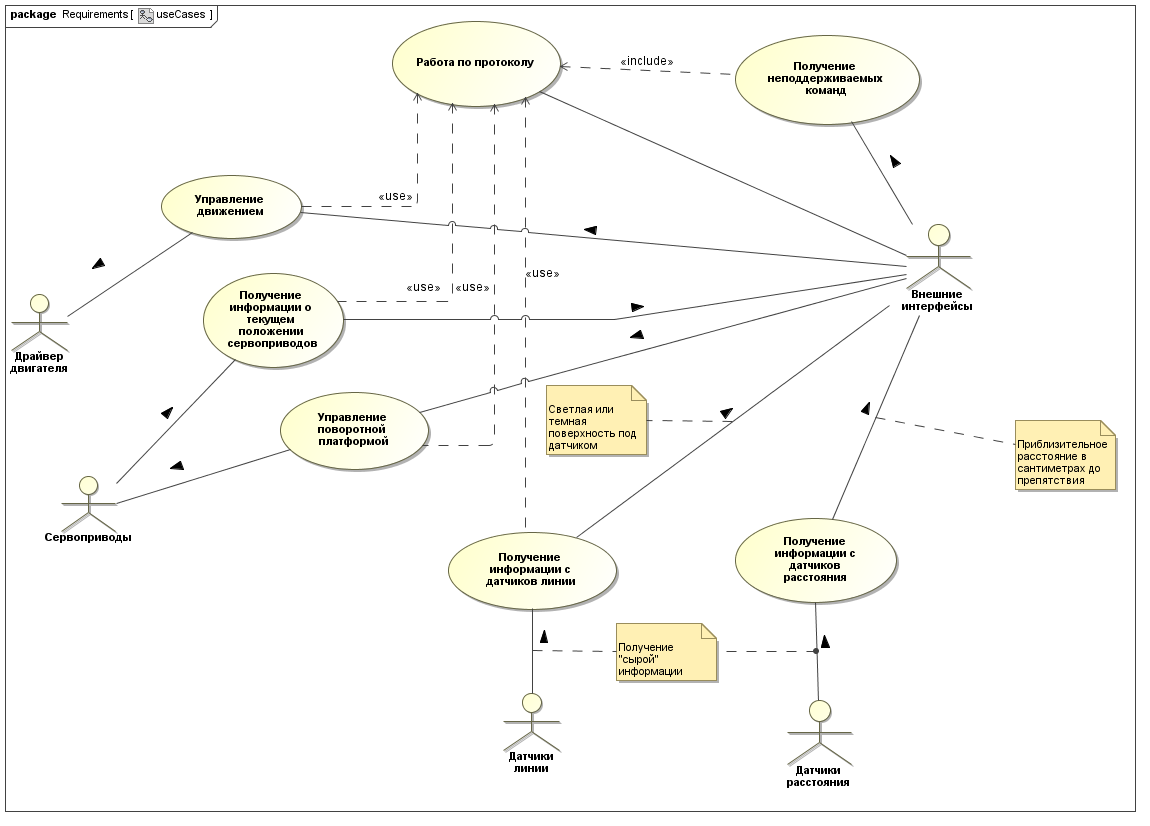 package Requirements [ useCases ]
Работа по протоколу
«include»
Получение
неподдерживаемых
команд
Управление
движением
«use»
Внешние
интерфейсы
Драйвер
двигателя
Получение
информации о
текущем
положении
сервоприводов
«use»
«use»
«use»
Управление
поворотной
платформой
Светлая или
темная
поверхность под
датчиком
Приблизительное
расстояние в
сантиметрах до
препятствия
Сервоприводы
Получение
информации с
датчиков линии
Получение
информации с
датчиков
расстояния
Получение
"сырой"
информации
Датчики
линии
Датчики
расстояния